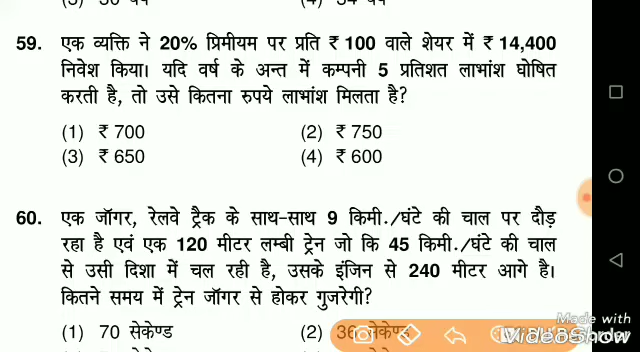 59. एक व्यक्ति ने 20% प्रिमीयम पर प्रति ₹ 100 वाले शेयर में ₹ 14,400
निवेश किया। यदि वर्ष के अन्त में कम्पनी 5 प्रतिशत लाभांश घोषित
करती है, तो उसे कितना रुपये लाभांश मिलता है?
(1) ₹ 700 (2) ₹ 750
(3) ₹ 650 (4) ₹ 600
60. एक जॉगर, रेलवे ट्रैक के साथ-साथ 9 किमी./घंटे की चाल पर दौड़
रहा है एवं एक 120 मीटर लम्बी ट्रेन जो कि 45 किमी./घंटे की चाल
से उसी दिशा में चल रही है, उसके इंजिन से 240 मीटर आगे है।
कितने समय में ट्रेन जॉगर से होकर गुजरेगी?
(1) 70 सेकेण्ड (2) 36 सेकेण्ड
Made with
VideoShow